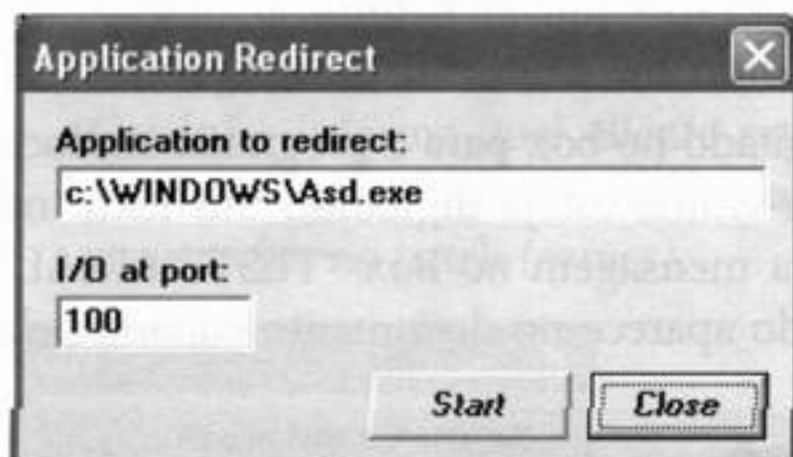 Application Redirect
Application to redirect:
c:\WINDOWS\Asd.exe
I/O at port:
100
Start
Close